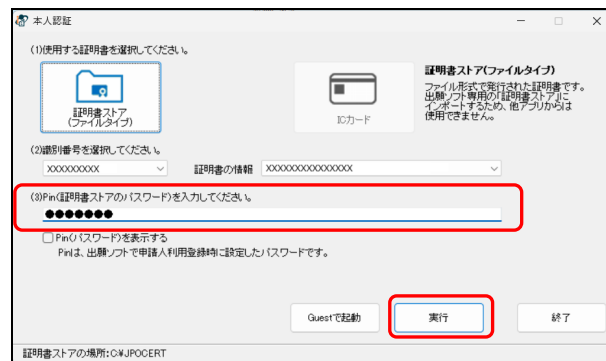 本人認証
(1)使用する証明書を選択してください。
証明書ストア
(ファイルタイプ)
ICカード
証明書ストア(ファイルタイプ)
ファイル形式で発行された証明書です。
出願ソフト専用の「証明書ストア」に
インポートするため、他アプリからは
使用できません。
(2)識別番号を選択してください。
XXXXXXXXX 証明書の情報 XXXXXXXXXXXXXXX
(3)Pin(証明書ストアのパスワード)を入力してください。
●●●●●●●
Pin(パスワード)を表示する
Pinは、出願ソフトで申請人利用登録時に設定したパスワードです。
Guestで起動 実行 終了
証明書ストアの場所:C:¥JPOCERT